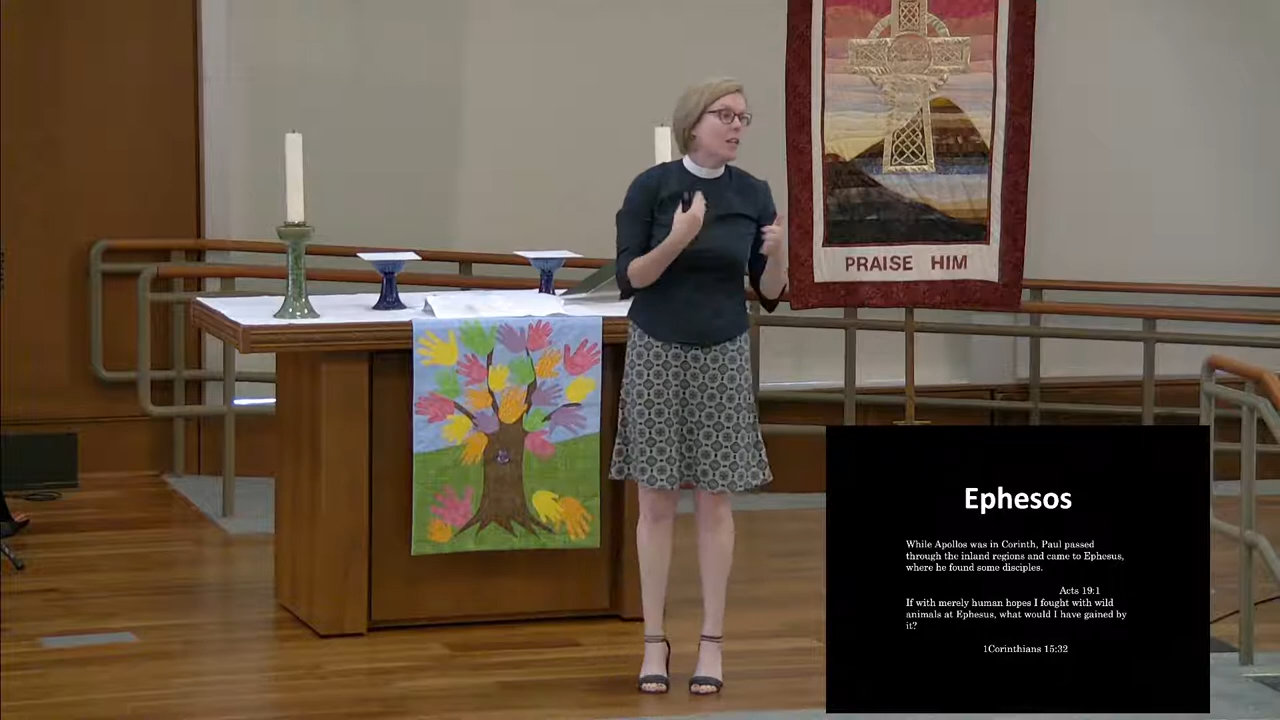 PRAISE HIM
Ephesos
While Apollos was in Corinth, Paul passed
through the inland regions and came to Ephesus,
where he found some disciples.
Acts 19:1
If with merely human hopes I fought with wild
animals at Ephesus, what would I have gained by
it?
1Corinthians 15:32